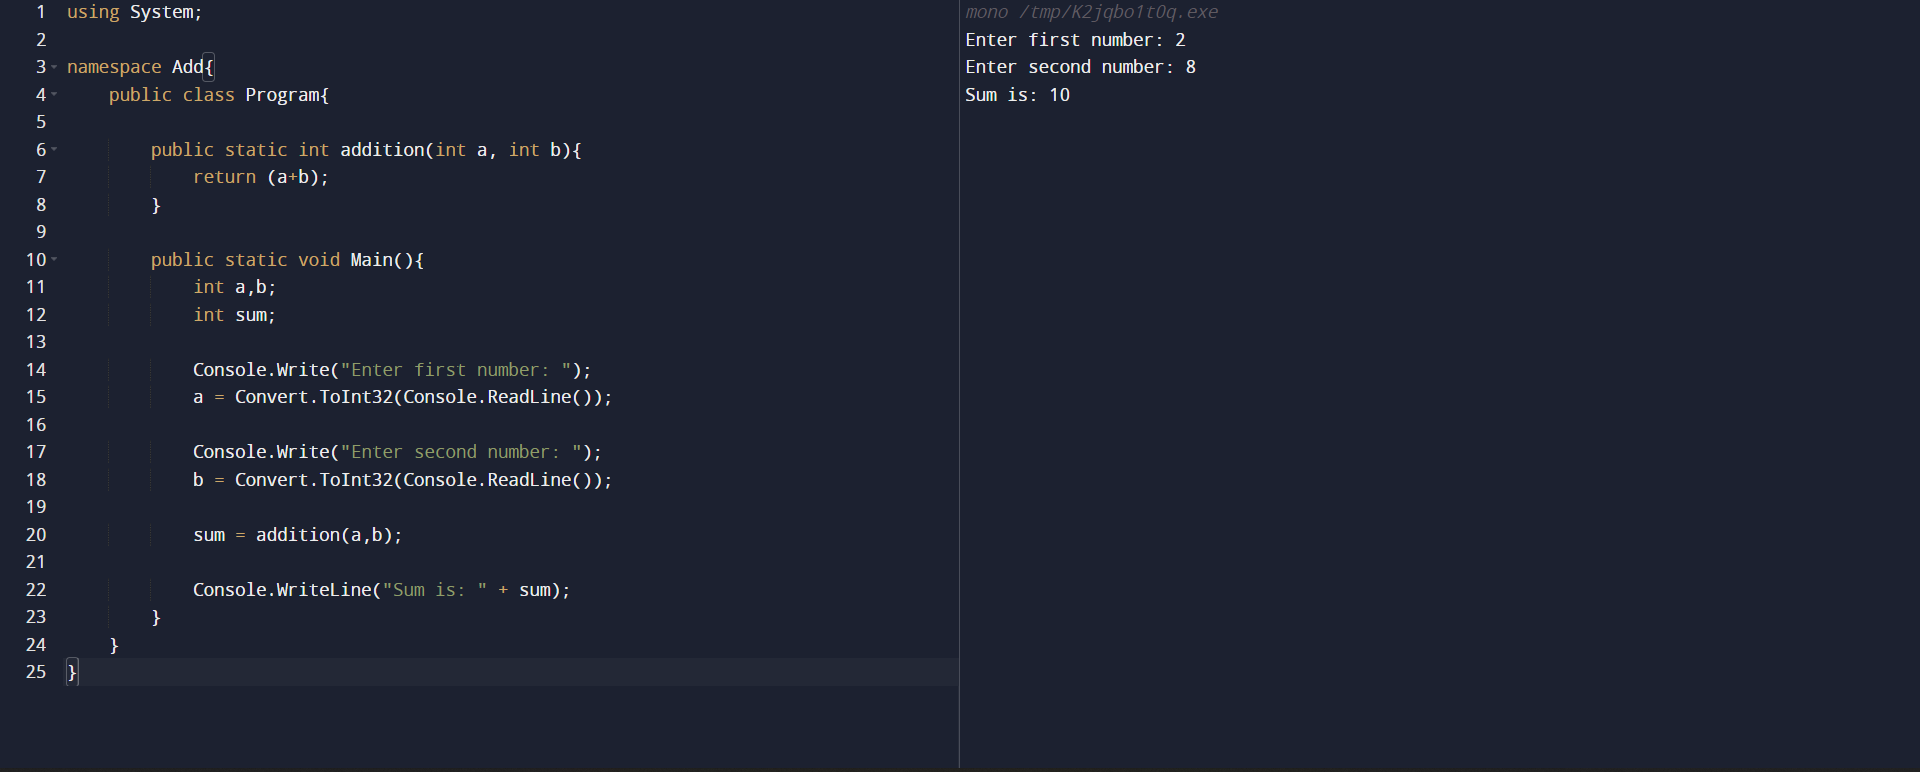 1 using System;
2
3 namespace Add{
4     public class Program{
5
6         public static int addition(int a, int b){
7             return (a+b);
8         }
9
10         public static void Main(){
11             int a,b;
12             int sum;
13
14             Console.Write("Enter first number: ");
15             a = Convert.ToInt32(Console.ReadLine());
16
17             Console.Write("Enter second number: ");
18             b = Convert.ToInt32(Console.ReadLine());
19
20             sum = addition(a,b);
21
22             Console.WriteLine("Sum is: " + sum);
23         }
24     }
25 }
mono /tmp/K2jqbo1tOq.exe
Enter first number: 2
Enter second number: 8
Sum is: 10